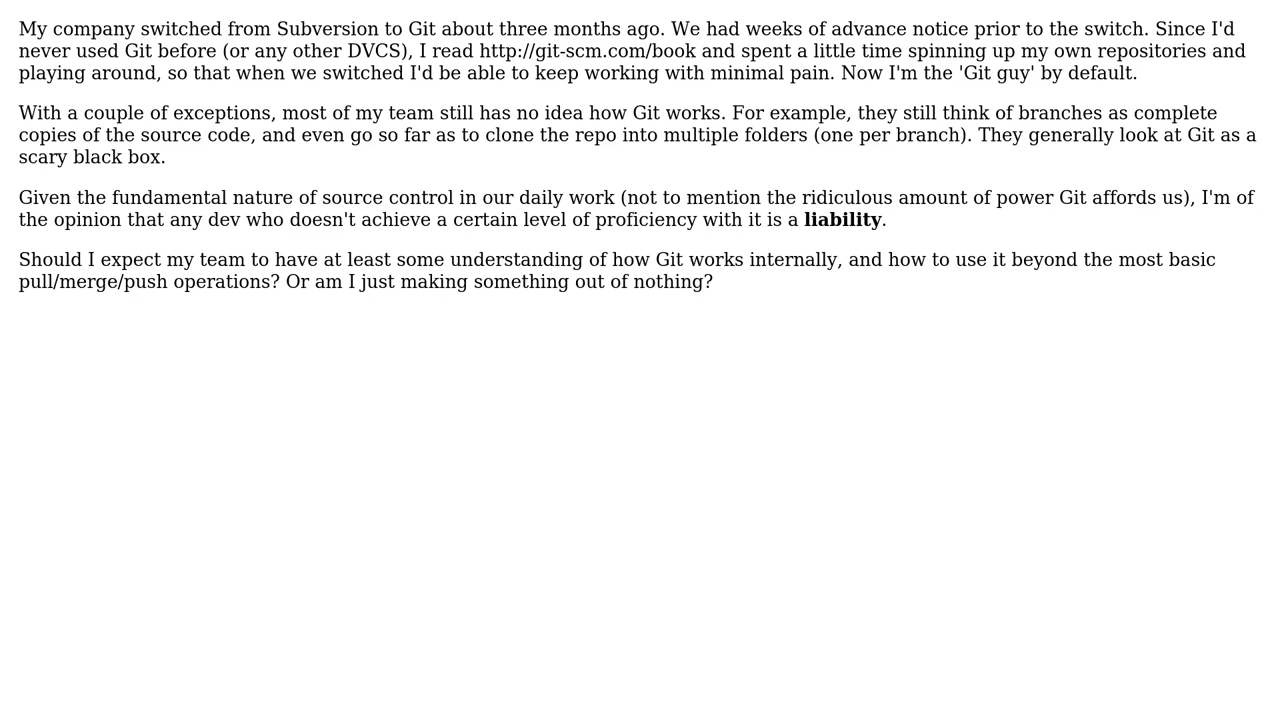 My company switched from Subversion to Git about three months ago. We had weeks of advance notice prior to the switch. Since I'd
never used Git before (or any other DVCS), I read http://git-scm.com/book and spent a little time spinning up my own repositories and
playing around, so that when we switched I'd be able to keep working with minimal pain. Now I'm the 'Git guy' by default.
With a couple of exceptions, most of my team still has no idea how Git works. For example, they still think of branches as complete
copies of the source code, and even go so far as to clone the repo into multiple folders (one per branch). They generally look at Git as a
scary black box.
Given the fundamental nature of source control in our daily work (not to mention the ridiculous amount of power Git affords us), I'm of
the opinion that any dev who doesn't achieve a certain level of proficiency with it is a liability.
Should I expect my team to have at least some understanding of how Git works internally, and how to use it beyond the most basic
pull/merge/push operations? Or am I just making something out of nothing?